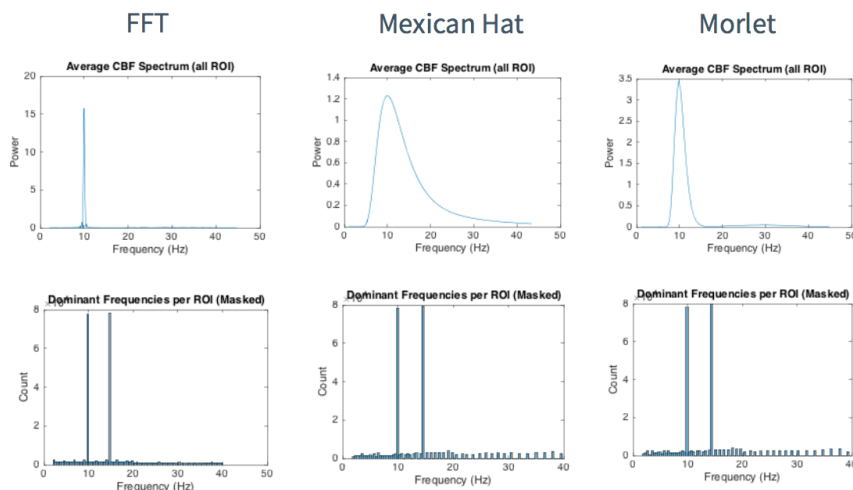 FFT
Mexican Hat
Morlet
Average CBF Spectrum (all ROI)
20
15
10
5
0
Power
0 10 20 30 40 50
Frequency (Hz)
Average CBF Spectrum (all ROI)
1.4
1.2
1
0.8
0.6
0.4
0.2
0
Power
0 10 20 30 40 50
Frequency (Hz)
Average CBF Spectrum (all ROI)
3.5
3
2.5
2
1.5
1
0.5
0
Power
0 10 20 30 40 50
Frequency (Hz)
Dominant Frequencies per ROI (Masked)
8
6
4
2
0
Count
0 10 20 30 40 50
Frequency (Hz)
Dominant Frequencies per ROI (Masked)
8
6
4
2
0
Count
0 10 20 30 40
Frequency (Hz)
Dominant Frequencies per ROI (Masked)
8
6
4
2
0
Count
0 10 20 30 40
Frequency (Hz)